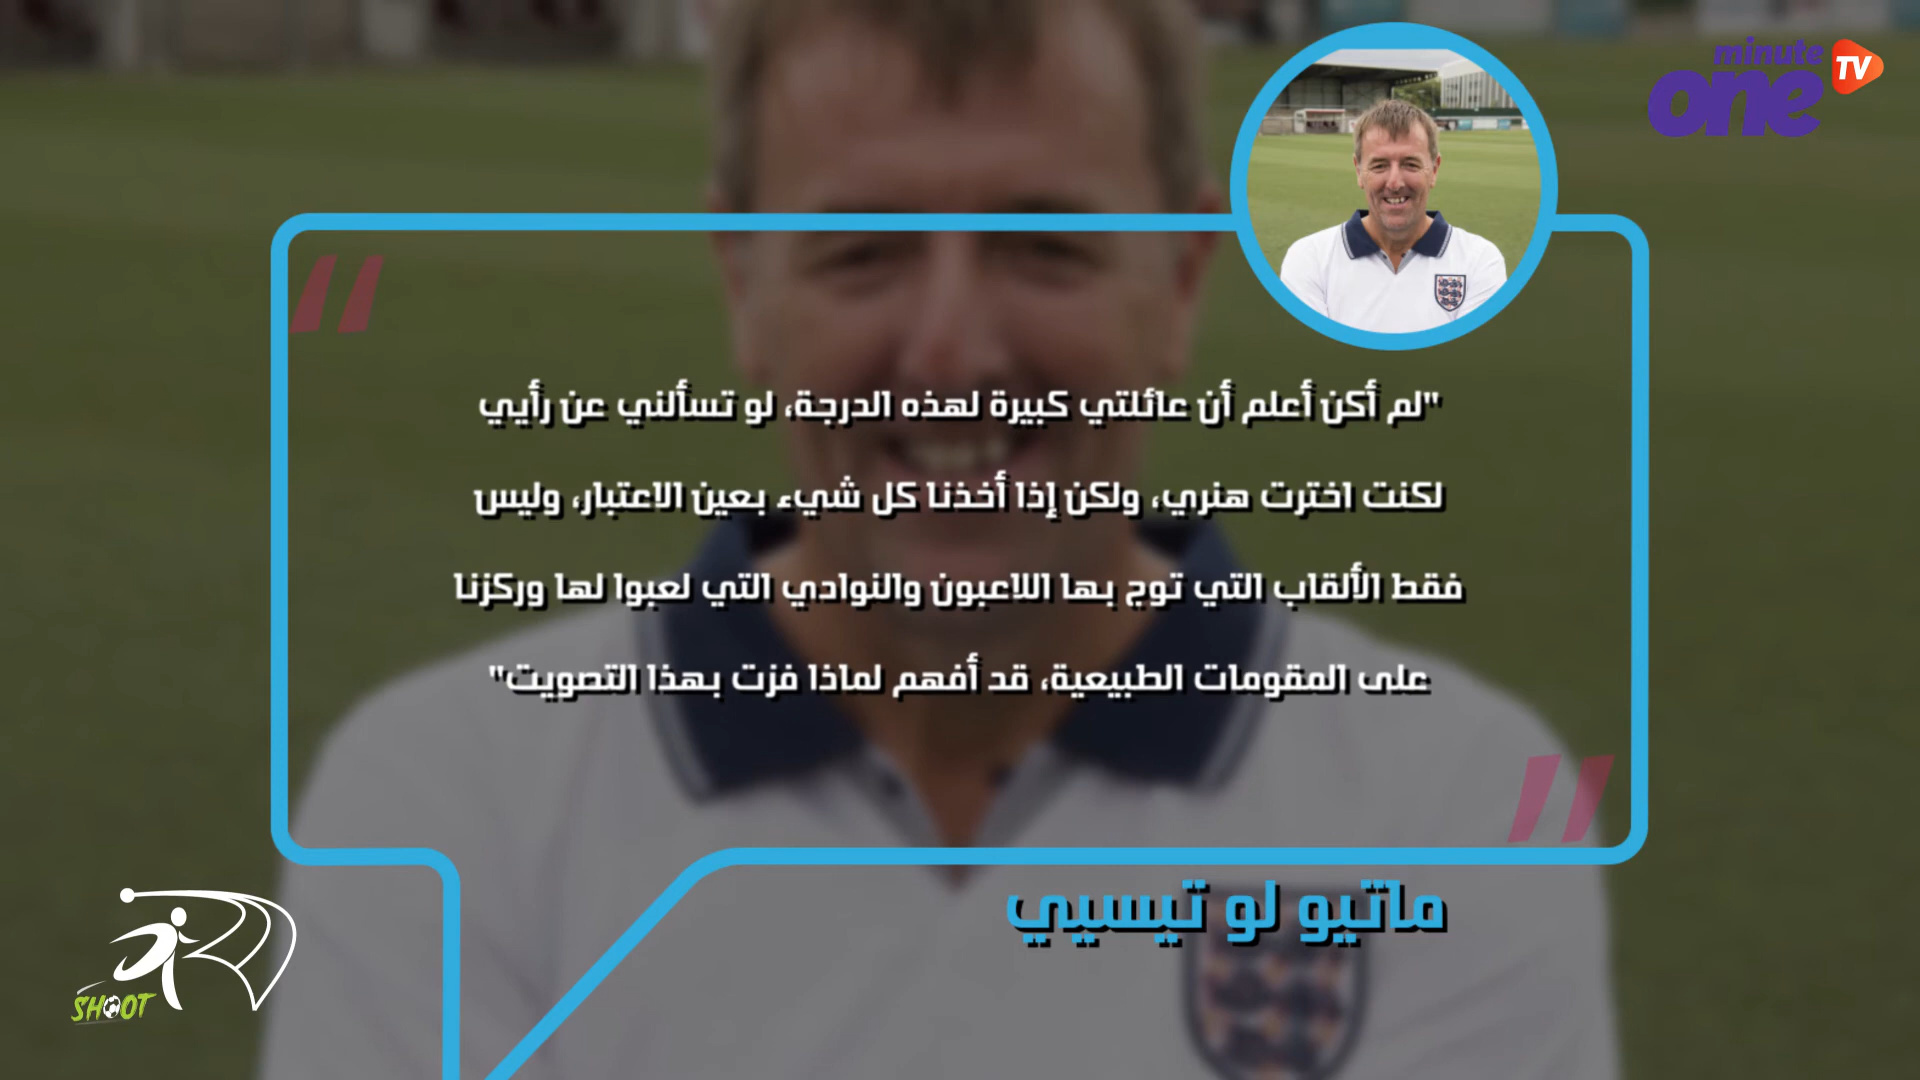 minute
one TV
"لم أكن أعلم أن عائلتي كبيرة لهذه الدرجة، لو تسألني عن رأيي
لكنت اخترت هنري، ولكن إذا أخذنا كل شيء بعين الاعتبار، وليس
فقط الألقاب التي توج بها اللاعبون والنوادي التي لعبوا لها وركزنا
على المقومات الطبيعية، قد أفهم لماذا فزت بهذا التصويت"
ماتيو لو تيسيي
SHOOT